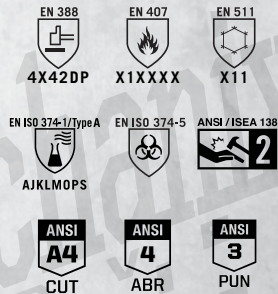 EN 388 EN 407 EN 511
4X42DP X1XXXX X11
EN ISO 374-1/Type A EN ISO 374-5 ANSI / ISEA 138
2
AJKLMOPS
ANSI ANSI ANSI
A4 4 3
CUT ABR PUN